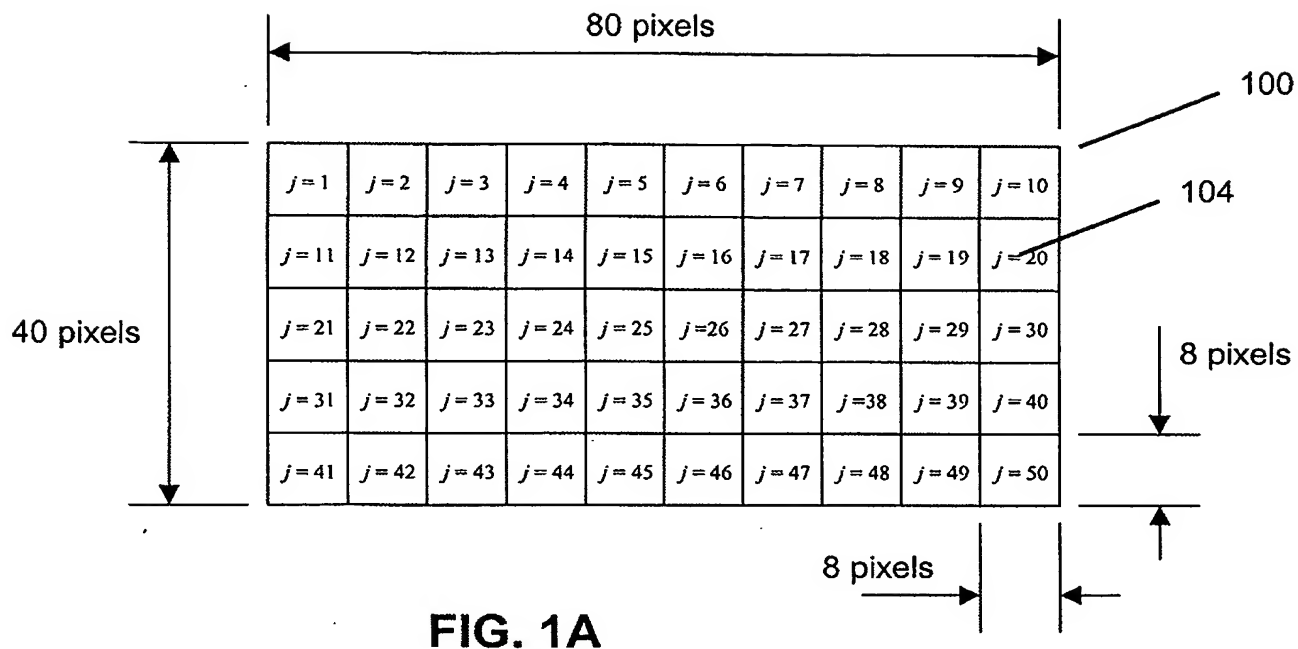 80 pixels
100
j = 1 j = 2 j = 3 j = 4 j = 5 j = 6 j = 7 j = 8 j = 9 j = 10
104
j = 11 j = 12 j = 13 j = 14 j = 15 j = 16 j = 17 j = 18 j = 19 j = 20
40 pixels
j = 21 j = 22 j = 23 j = 24 j = 25 j =26 j = 27 j = 28 j = 29 j = 30
8 pixels
j = 31 j = 32 j = 33 j = 34 j = 35 j = 36 j = 37 j =38 j = 39 j = 40
j = 41 j = 42 j = 43 j = 44 j = 45 j = 46 j = 47 j = 48 j = 49 j = 50
8 pixels
FIG. 1A